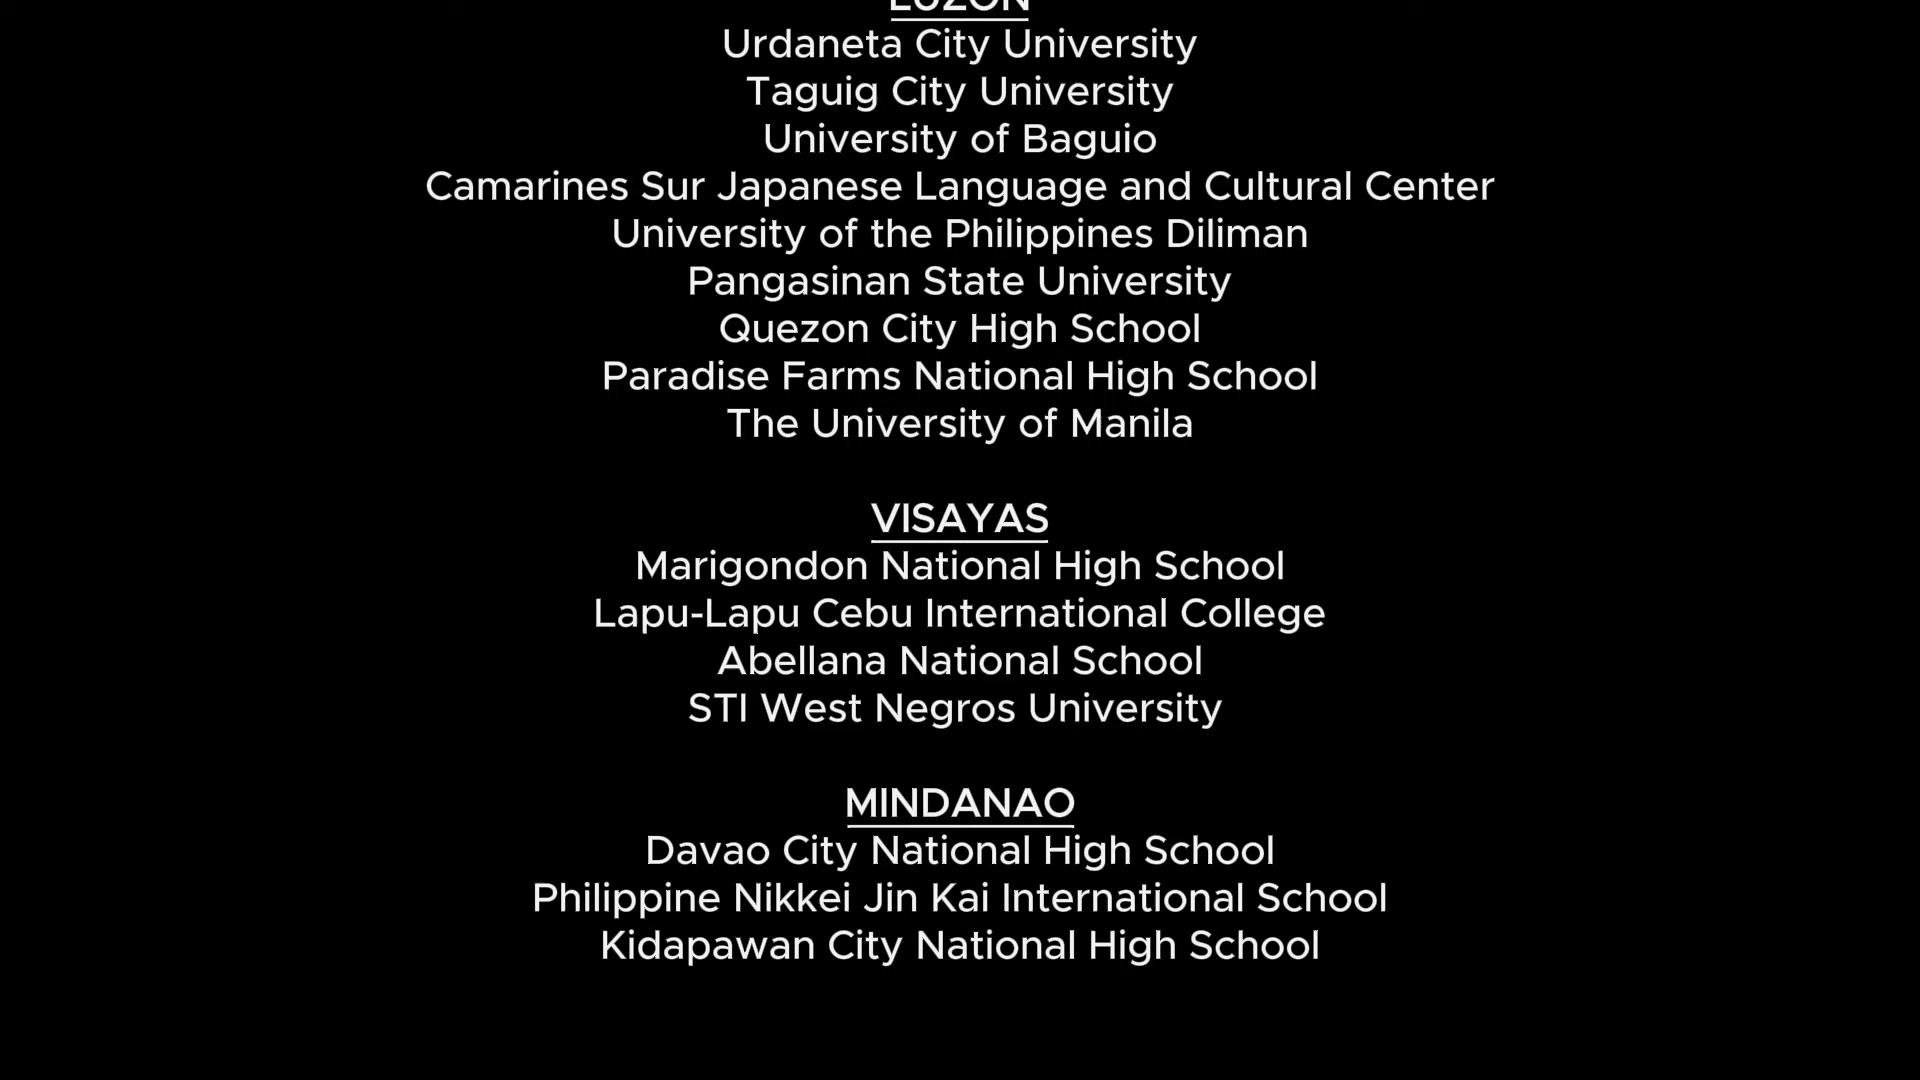 LUZON
Urdaneta City University
Taguig City University
University of Baguio
Camarines Sur Japanese Language and Cultural Center
University of the Philippines Diliman
Pangasinan State University
Quezon City High School
Paradise Farms National High School
The University of Manila
VISAYAS
Marigondon National High School
Lapu-Lapu Cebu International College
Abellana National School
STI West Negros University
MINDANAO
Davao City National High School
Philippine Nikkei Jin Kai International School
Kidapawan City National High School